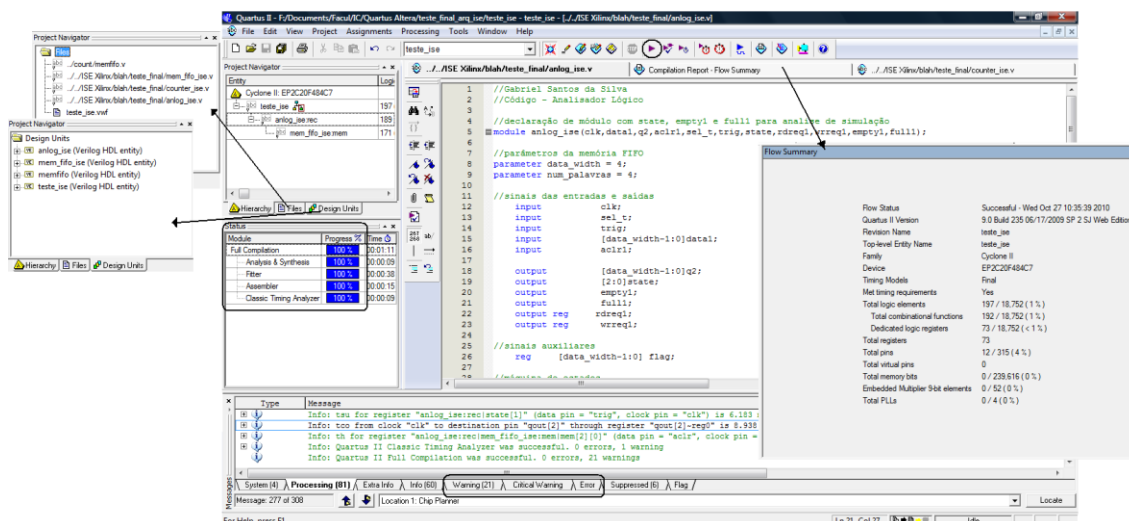 Quartus II - F:/Documents/Facul/IC/Quartus Altera/teste_final_arq_ise/teste_ise - teste_ise - [../../ISE Xilinx/blah/teste_final/anlog_ise.v]
File Edit View Project Assignments Processing Tools Window Help
teste_ise
Project Navigator
Files
../count/memfifo.v
../../ISE Xilinx/blah/teste_final/mem_fifo_ise.v
../../ISE Xilinx/blah/teste_final/counter_ise.v
../../ISE Xilinx/blah/teste_final/anlog_ise.v
teste_ise.vwf
Project Navigator
Design Units
anlog_ise (Verilog HDL entity)
mem_fifo_ise (Verilog HDL entity)
memfifo (Verilog HDL entity)
teste_ise (Verilog HDL entity)
Hierarchy Files Design Units
Project Navigator
Entity Logi
Cyclone II: EP2C20F484C7
teste_ise 197
anlog_ise:rec 189
mem_fifo_ise:mem 171
Hierarchy Files Design Units
Status
Module Progress % Time
Full Compilation 100 % 00:01:11
Analysis & Synthesis 100 % 00:00:09
Fitter 100 % 00:00:38
Assembler 100 % 00:00:15
Classic Timing Analyzer 100 % 00:00:09
../../ISE Xilinx/blah/teste_final/anlog_ise.v
Compilation Report - Flow Summary
../../ISE Xilinx/blah/teste_final/counter_ise.v
267
268 ab/
1 //Gabriel Santos da Silva
2 //Código - Analisador Lógico
3
4 //declaração de módulo com state, empty1 e full1 para analise de simulação
5 module anlog_ise(clk,data1,q2,aclr1,sel_t,trig,state,rdreq1,wrreq1,empty1,full1);
6
7 //parâmetros da memória FIFO
8 parameter data_width = 4;
9 parameter num_palavras = 4;
10
11 //sinais das entradas e saídas
12 input clk;
13 input sel_t;
14 input trig;
15 input [data_width-1:0]data1;
16 input aclr1;
17
18 output [data_width-1:0]q2;
19 output [2:0]state;
20 output empty1;
21 output full1;
22 output reg rdreq1;
23 output reg wrreq1;
24
25 //sinais auxiliares
26 reg [data_width-1:0] flag;
27
28 //máquina de estados
Flow Summary
Flow Status Successful - Wed Oct 27 10:35:39 2010
Quartus II Version 9.0 Build 235 06/17/2009 SP 2 SJ Web Edition
Revision Name teste_ise
Top-level Entity Name teste_ise
Family Cyclone II
Device EP2C20F484C7
Timing Models Final
Met timing requirements Yes
Total logic elements 197 / 18,752 ( 1 % )
Total combinational functions 192 / 18,752 ( 1 % )
Dedicated logic registers 73 / 18,752 ( < 1 % )
Total registers 73
Total pins 12 / 315 ( 4 % )
Total virtual pins 0
Total memory bits 0 / 239,616 ( 0 % )
Embedded Multiplier 9-bit elements 0 / 52 ( 0 % )
Total PLLs 0 / 4 ( 0 % )
Type Message
Info: tsu for register "anlog_ise:rec|state[1]" (data pin = "trig", clock pin = "clk") is 6.183
Info: tco from clock "clk" to destination pin "qout[2]" through register "qout[2]~reg0" is 8.938
Info: th for register "anlog_ise:rec|mem_fifo_ise:mem|mem[2][0]" (data pin = "aclr", clock pin =
Info: Quartus II Classic Timing Analyzer was successful. 0 errors, 1 warning
Info: Quartus II Full Compilation was successful. 0 errors, 21 warnings
System (4) Processing (81) Extra Info Info (60) Warning (21) Critical Warning Error Suppressed (6) Flag
Messages
Message: 277 of 308 Location 1: Chip Planner Locate
For Help, press F1 Ln 21, Col 27 Idle